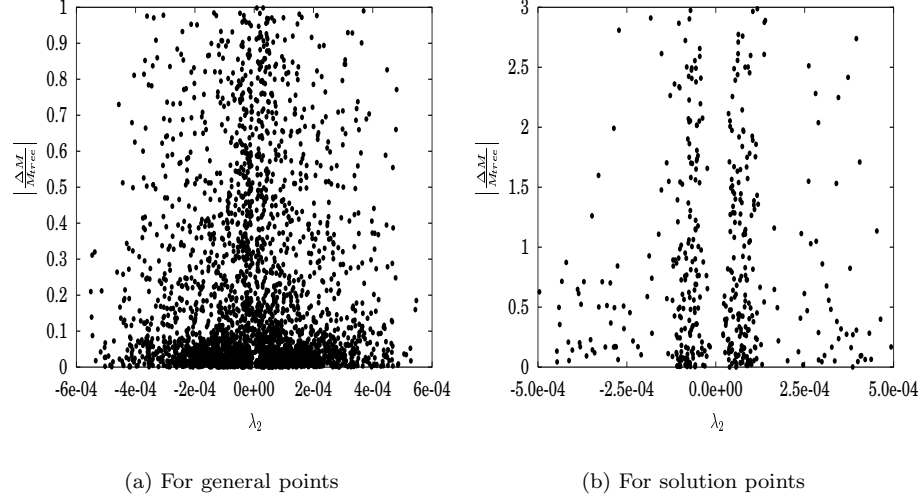 1
0.9
0.8
0.7
0.6
0.5
0.4
0.3
0.2
0.1
0
|ΔM/M_tree|
-6e-04 -4e-04 -2e-04 0e+00 2e-04 4e-04 6e-04
λ₂
(a) For general points
3
2.5
2
1.5
1
0.5
0
|ΔM/M_tree|
-5.0e-04 -2.5e-04 0.0e+00 2.5e-04 5.0e-04
λ₂
(b) For solution points